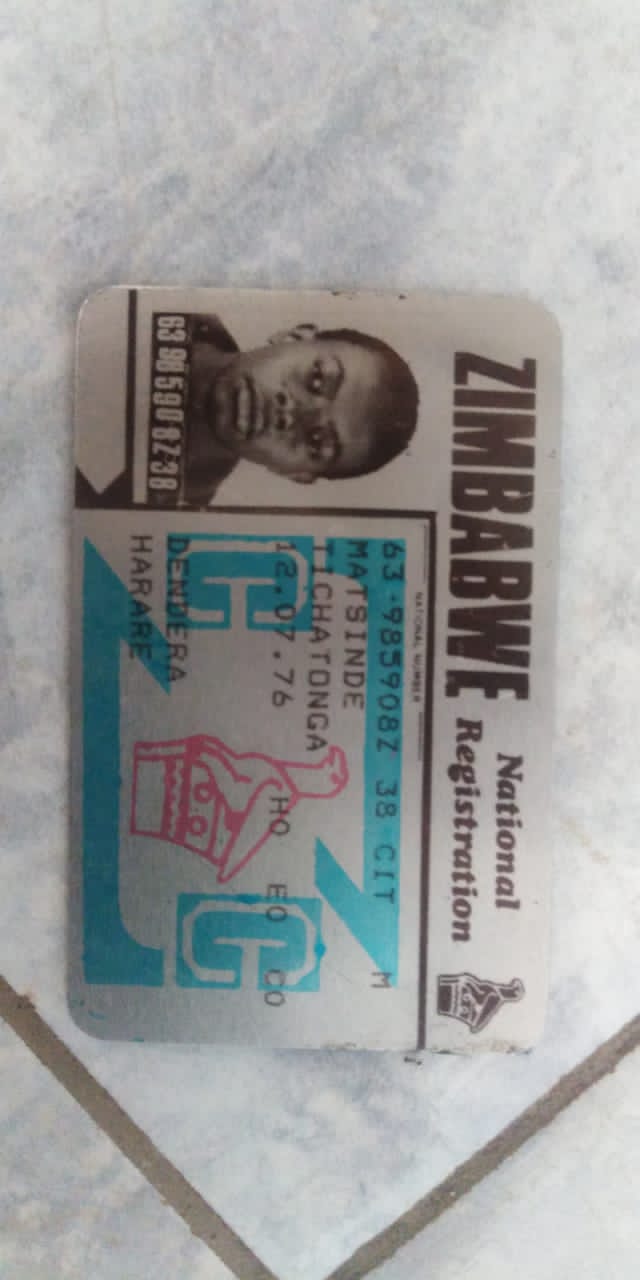 ZIMBABWE National
Registration
NATIONAL NUMBER
63-985908Z 38 CIT M
MATSINDE
TICHATONGA
12.07.76 HO EO CO
DENDERA
HARARE
63 985908Z38